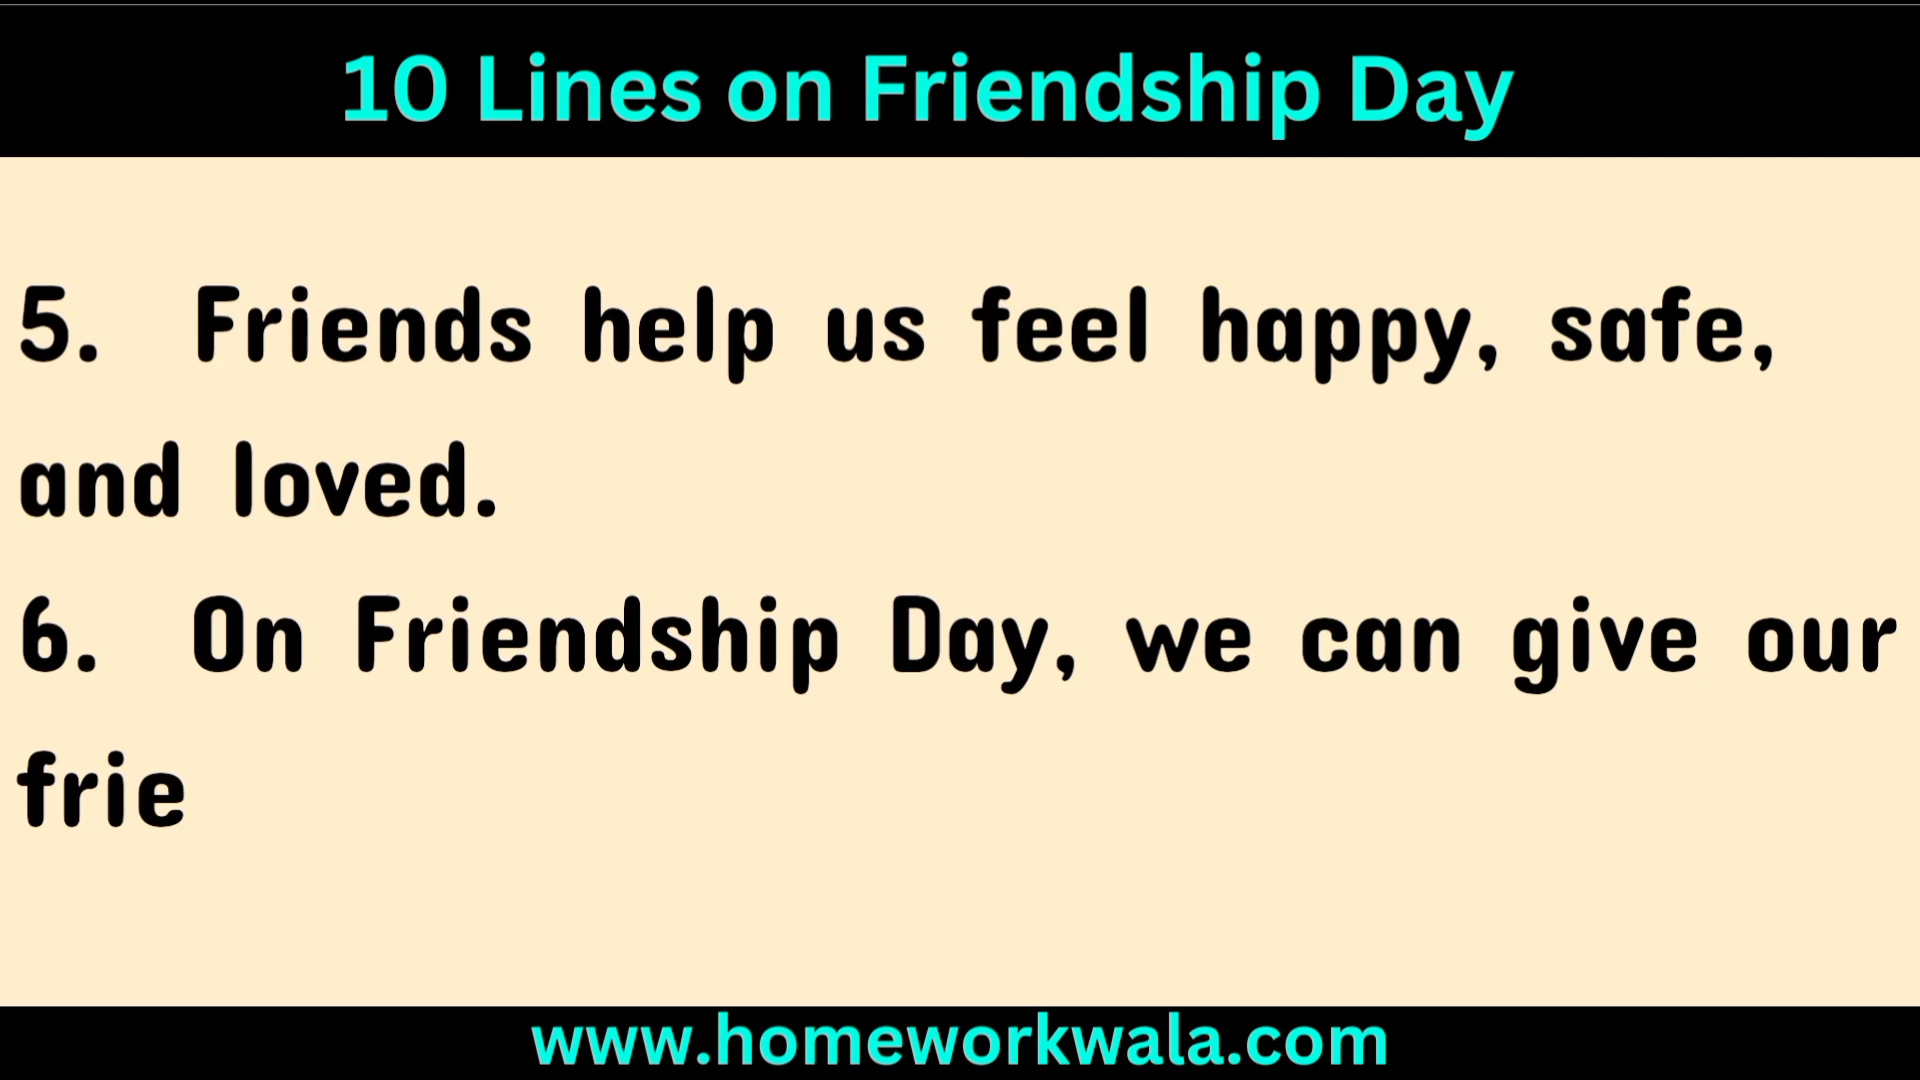 10 Lines on Friendship Day
5. Friends help us feel happy, safe,
and loved.
6. On Friendship Day, we can give our
frie
www.homeworkwala.com